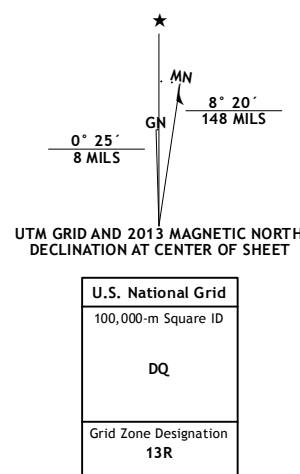 ★
MN
GN
8° 20´
148 MILS
0° 25´
8 MILS
UTM GRID AND 2013 MAGNETIC NORTH
DECLINATION AT CENTER OF SHEET
U.S. National Grid
100,000-m Square ID
DQ
Grid Zone Designation
13R